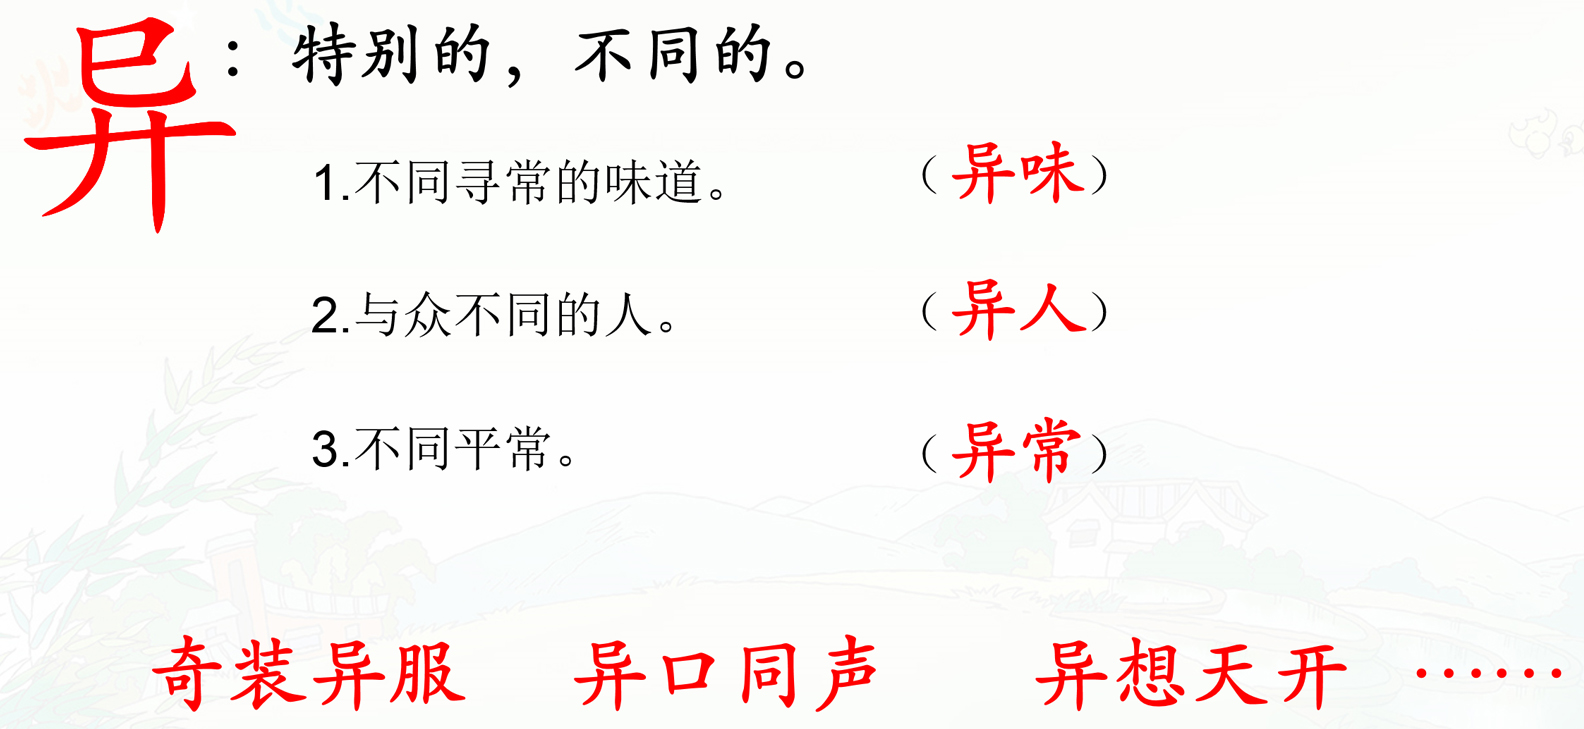 异：特别的，不同的。
1.不同寻常的味道。（异味）
2.与众不同的人。（异人）
3.不同平常。（异常）
奇装异服 异口同声 异想天开 ……